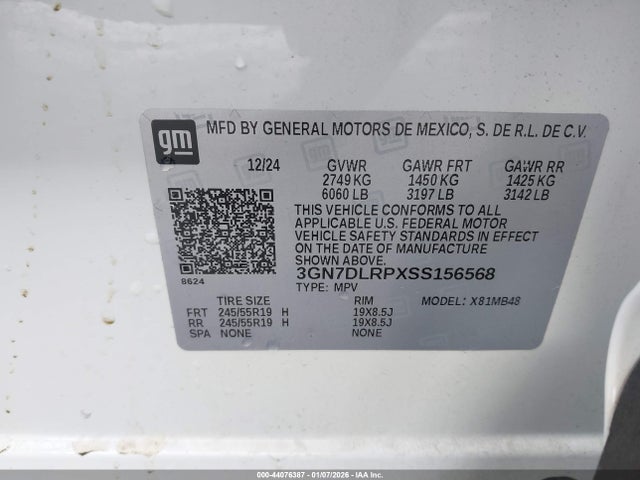 gm MFD BY GENERAL MOTORS DE MEXICO, S. DE R.L. DE C.V.
12/24 GVWR GAWR FRT GAWR RR
2749 KG 1450 KG 1425 KG
6060 LB 3197 LB 3142 LB
THIS VEHICLE CONFORMS TO ALL
APPLICABLE U.S. FEDERAL MOTOR
VEHICLE SAFETY STANDARDS IN EFFECT
ON THE DATE OF MANUFACTURE
SHOWN ABOVE.
3GN7DLRPXSS156568
8624
TYPE: MPV MODEL: X81MB48
TIRE SIZE RIM
FRT 245/55R19 H 19X8.5J
RR 245/55R19 H 19X8.5J
SPA NONE NONE
000-44076387 - 01/07/2026 - IAAI.COM